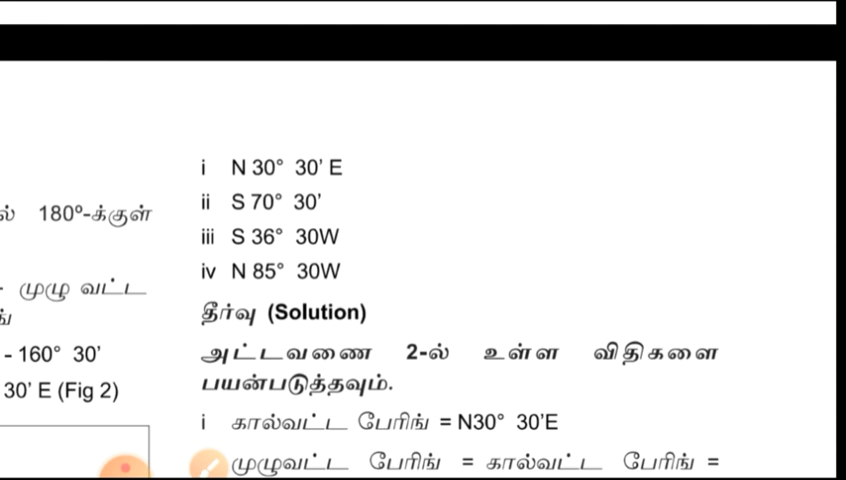 ல் 180°-க்குள்
முழு வட்ட
- 160° 30'
30' E (Fig 2)
i N 30° 30' E
ii S 70° 30'
iii S 36° 30W
iv N 85° 30W
தீர்வு (Solution)
அட்டவணை 2-ல் உள்ள விதிகளை
பயன்படுத்தவும்.
i கால்வட்ட பேரிங் = N30° 30'E
முழுவட்ட பேரிங் = கால்வட்ட பேரிங் =